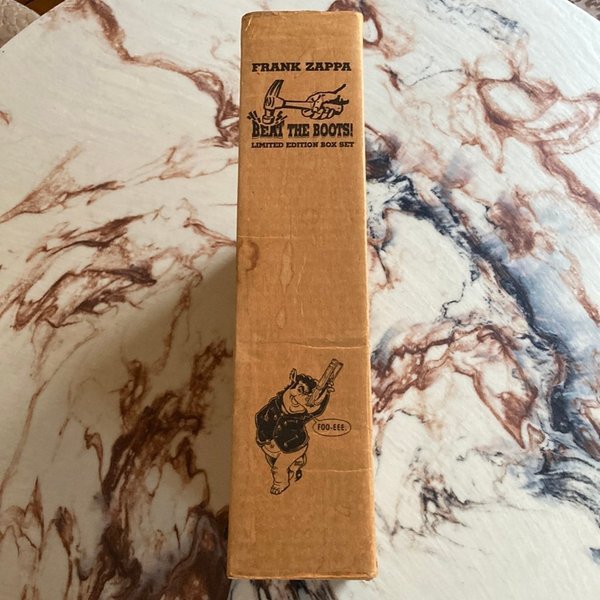 FRANK ZAPPA
BEAT THE BOOTS!
LIMITED EDITION BOX SET
FOO-EEE.